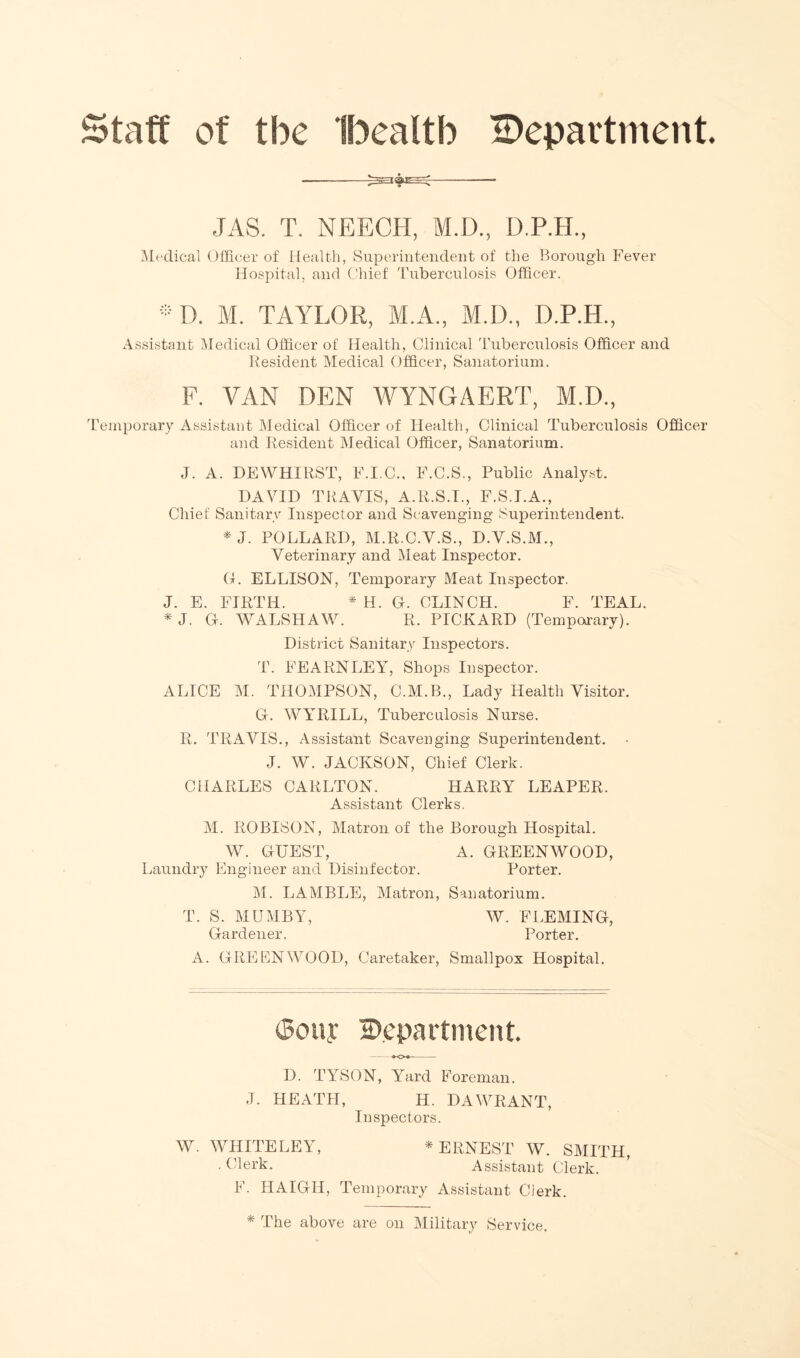 Staff of the Health Department.
JAS. T. NEECH, M.D., D.P.H.,
Medical Officer of Health, Superintendent of the Borough Fever
Hospital, and Chief Tuberculosis Officer.
* D. M. TAYLOR, M.A., M.D., D.P.H.,
Assistant Medical Officer of Health, Clinical Tuberculosis Officer and
Resident Medical Officer, Sanatorium.
F. VAN DEN WYNGAERT, M.D.,
Temporary Assistant Medical Officer of Health, Clinical Tuberculosis Officer
and Resident Medical Officer, Sanatorium.
J. A. DEWHIRST, F.I.C., F.C.S., Public Analyst.
DAVID TRAVIS, A.R.S.I., F.S.I.A.,
Chief Sanitary Inspector and Scavenging Superintendent.
* J. POLLARD, M.R.C.V.S., D.V.S.M.,
Veterinary and Meat Inspector.
G. ELLISON, Temporary Meat Inspector.
J. E. FIRTH. * H. G. CLINCH. F. TEAL.
* J. G. WALSHAW. R. PICKARD (Temporary).
District Sanitary Inspectors.
T. FEARNLEY, Shops Inspector.
ALICE M. THOMPSON, C.M.B., Lady Health Visitor.
G. WYRILL, Tuberculosis Nurse.
R. TRAVIS., Assistant Scavenging Superintendent.
J. W. JACKSON, Chief Clerk.
CHARLES CARLTON. HARRY LEAPER.
Assistant Clerks.
M. ROBISON, Matron of the Borough Hospital.
W. GUEST, A. GREENWOOD,
Laundry Engineer and Disinfector. Porter.
M. LAMBLE, Matron, Sanatorium.
T. S. MUMBY, W. FLEMING,
Gardener. Porter.
A. GREENWOOD, Caretaker, Smallpox Hospital.
Goux Department.
D. TYSON, Yard Foreman.
J. HEATH, H. DAWRANT,
Inspectors.
W. WHITELEY, * ERNEST W. SMITH,
. Clerk. Assistant Clerk.
F. HAIGH, Temporary Assistant Clerk.
* The above are on Military Service.